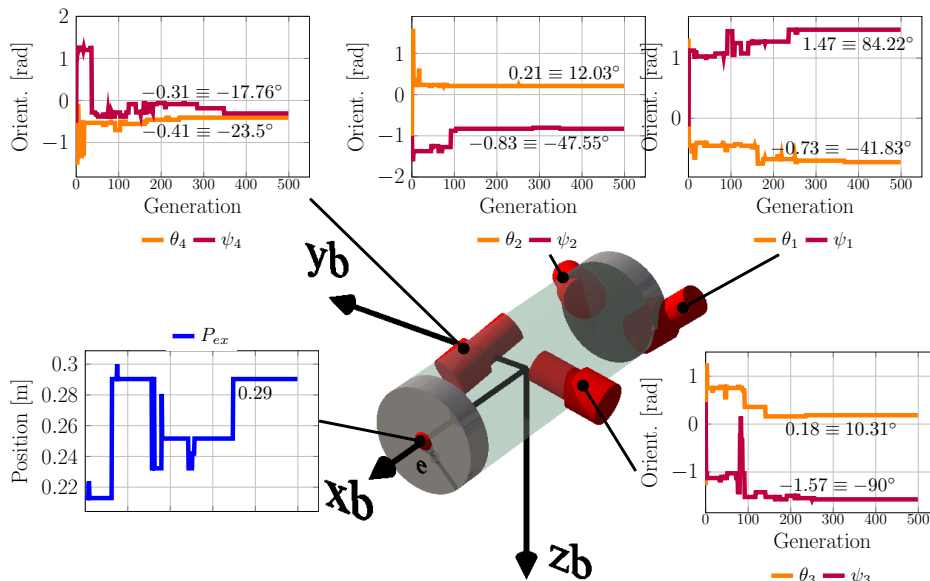 2
1
0
−1
0 100 200 300 400 500
Orient. [rad]
Generation
−0.31 ≡ −17.76°
−0.41 ≡ −23.5°
θ4 ψ4
1
0
−1
−2
0 100 200 300 400 500
Orient. [rad]
Generation
0.21 ≡ 12.03°
−0.83 ≡ −47.55°
θ2 ψ2
1
0
0 100 200 300 400 500
Orient. [rad]
Generation
1.47 ≡ 84.22°
−0.73 ≡ −41.83°
θ1 ψ1
yb
xb
zb
e
Pex
0.3
0.28
0.26
0.24
0.22
Position [m]
0.29
1
0
−1
0 100 200 300 400 500
Orient. [rad]
Generation
0.18 ≡ 10.31°
−1.57 ≡ −90°
θ3 ψ3